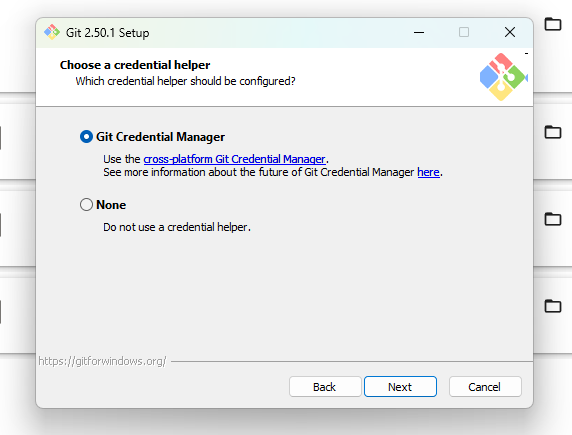 Git 2.50.1 Setup
Choose a credential helper
Which credential helper should be configured?
Git Credential Manager
Use the cross-platform Git Credential Manager.
See more information about the future of Git Credential Manager here.
None
Do not use a credential helper.
https://gitforwindows.org/
Back Next Cancel